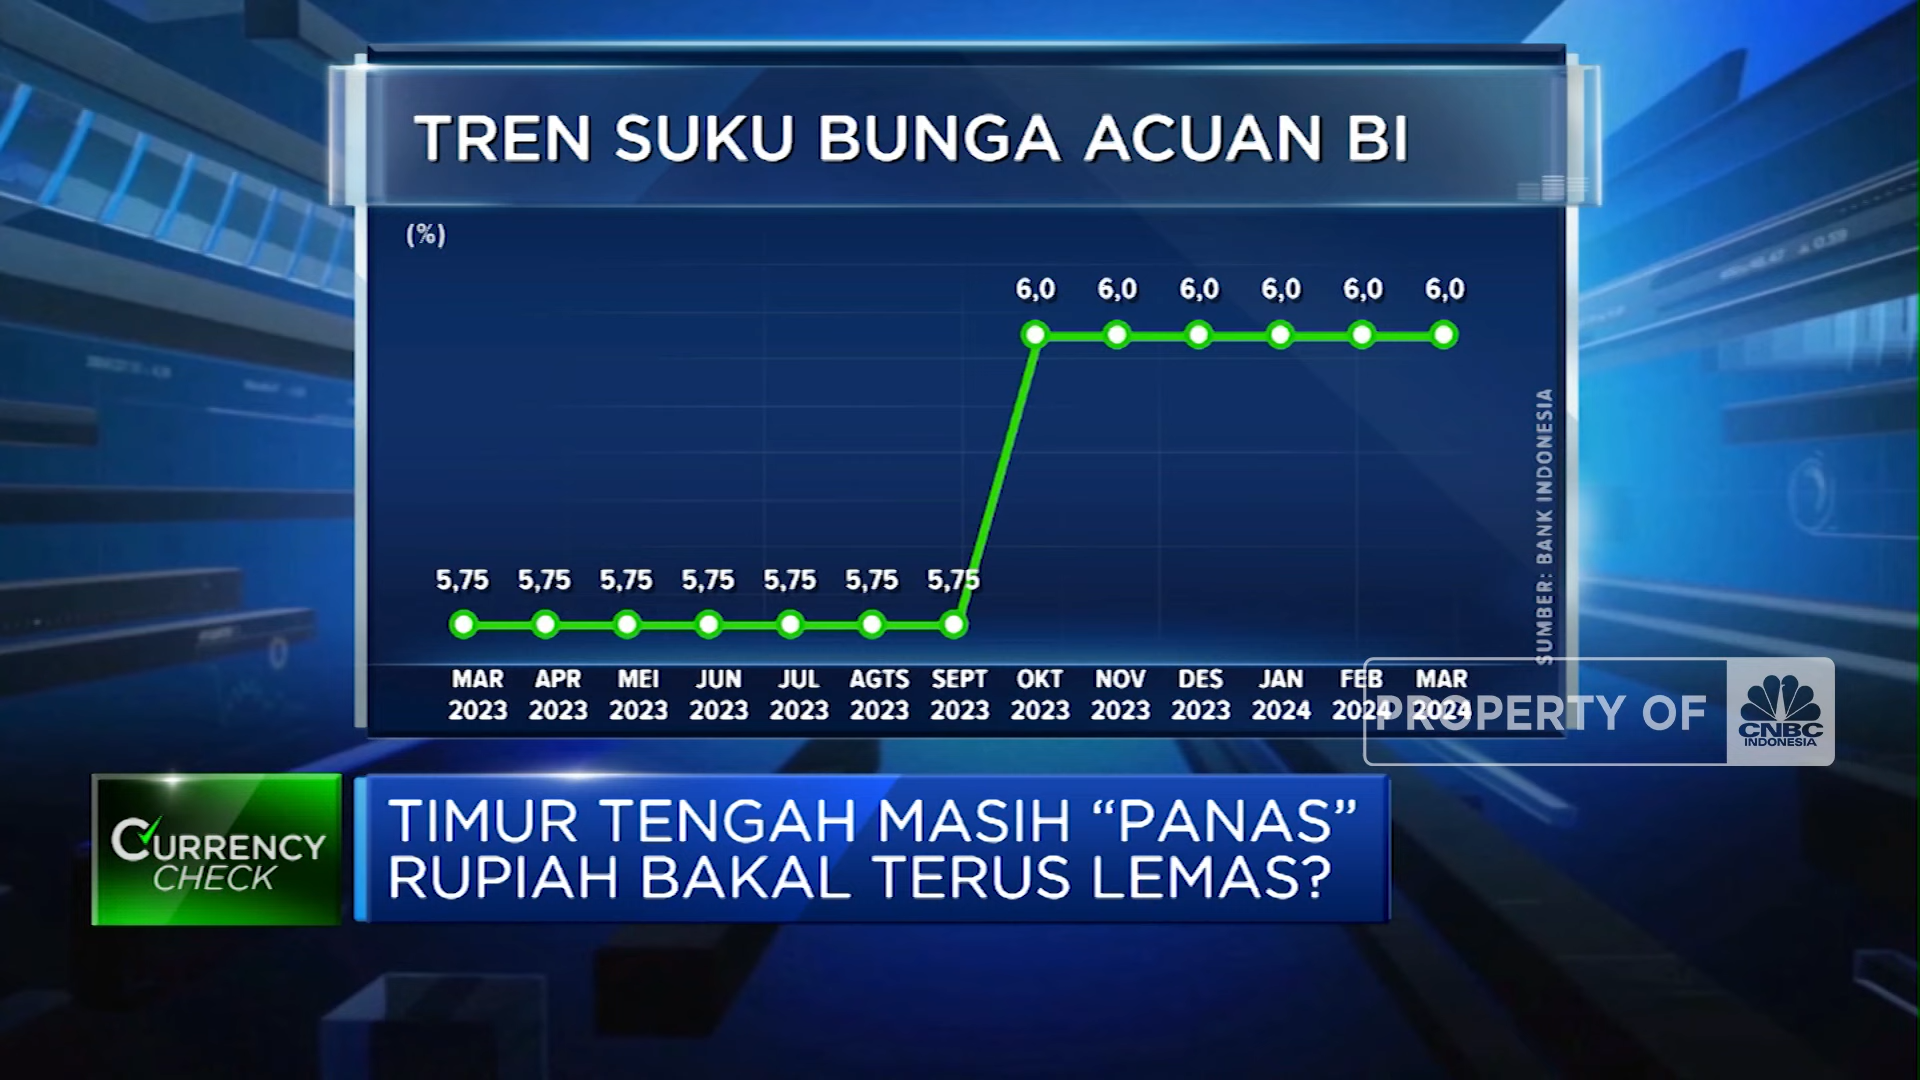 TREN SUKU BUNGA ACUAN BI
(%)
6,0 6,0 6,0 6,0 6,0 6,0
5,75 5,75 5,75 5,75 5,75 5,75 5,75
MAR APR MEI JUN JUL AGTS SEPT OKT NOV DES JAN FEB MAR
2023 2023 2023 2023 2023 2023 2023 2023 2023 2023 2024 2024 2024
SUMBER: BANK INDONESIA
PROPERTY OF
CNBC
INDONESIA
CURRENCY
CHECK
TIMUR TENGAH MASIH “PANAS”
RUPIAH BAKAL TERUS LEMAS?